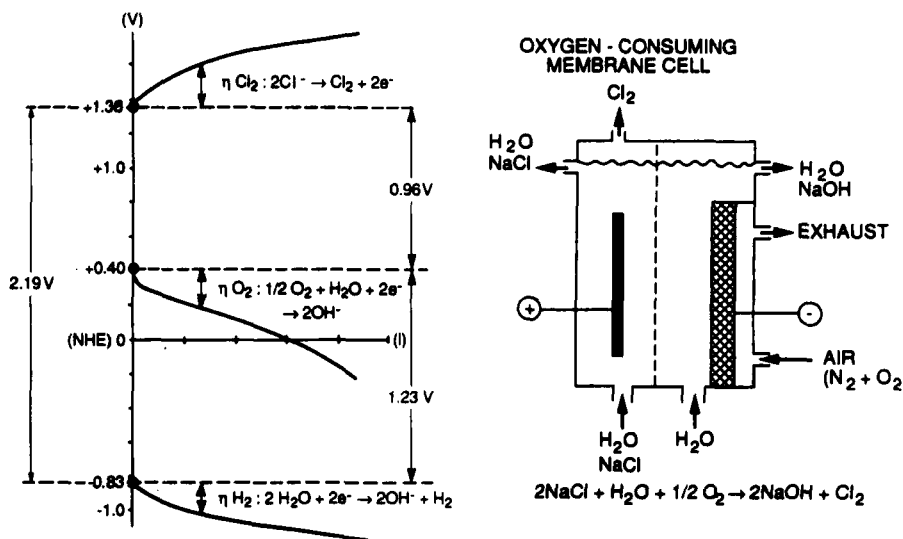 (V)
η Cl₂ : 2Cl⁻ → Cl₂ + 2e⁻
+1.36
+1.0
0.96 V
+0.40
2.19 V
η O₂ : 1/2 O₂ + H₂O + 2e⁻
→ 2OH⁻
(NHE) 0
(I)
1.23 V
-0.83
η H₂ : 2 H₂O + 2e⁻ → 2OH⁻ + H₂
-1.0
OXYGEN - CONSUMING
MEMBRANE CELL
Cl₂
H₂O
NaCl
H₂O
NaOH
EXHAUST
+
-
AIR
(N₂ + O₂
H₂O
NaCl
H₂O
2NaCl + H₂O + 1/2 O₂ → 2NaOH + Cl₂